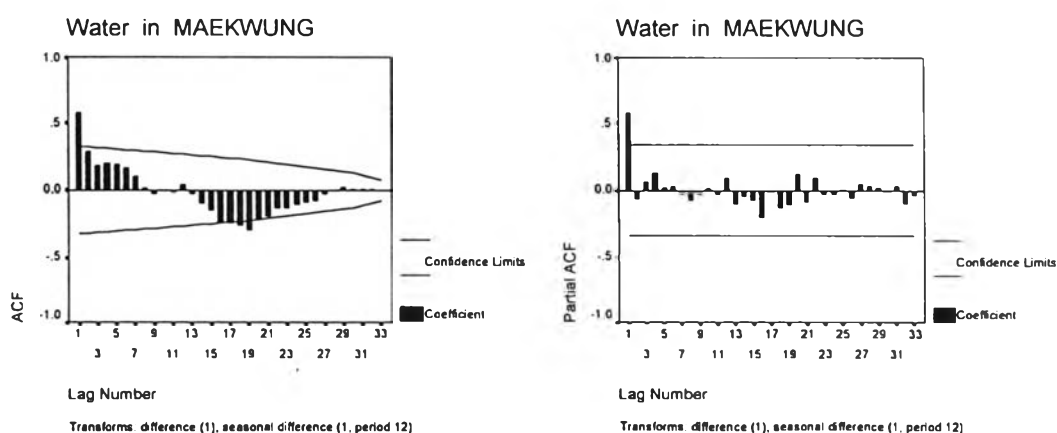 Water in MAEKWUNG
1.0
.5
0.0
-.5
-1.0
ACF
1 5 9 13 17 21 25 29 33
3 7 11 15 19 23 27 31
Lag Number
Confidence Limits
Coefficient
Transforms: difference (1), seasonal difference (1, period 12)
Water in MAEKWUNG
1.0
.5
0.0
-.5
-1.0
Partial ACF
1 5 9 13 17 21 25 29 33
3 7 11 15 19 23 27 31
Lag Number
Confidence Limits
Coefficient
Transforms: difference (1), seasonal difference (1, period 12)